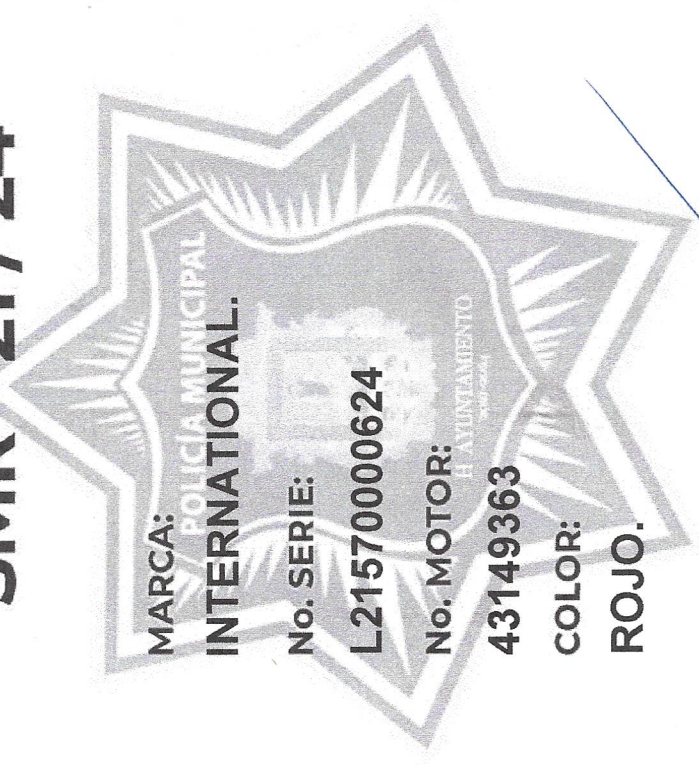 MARCA:
INTERNATIONAL.
No. SERIE:
L21570000624
No. MOTOR:
43149363
COLOR:
ROJO.
POLICÍA MUNICIPAL
H AYUNTAMIENTO